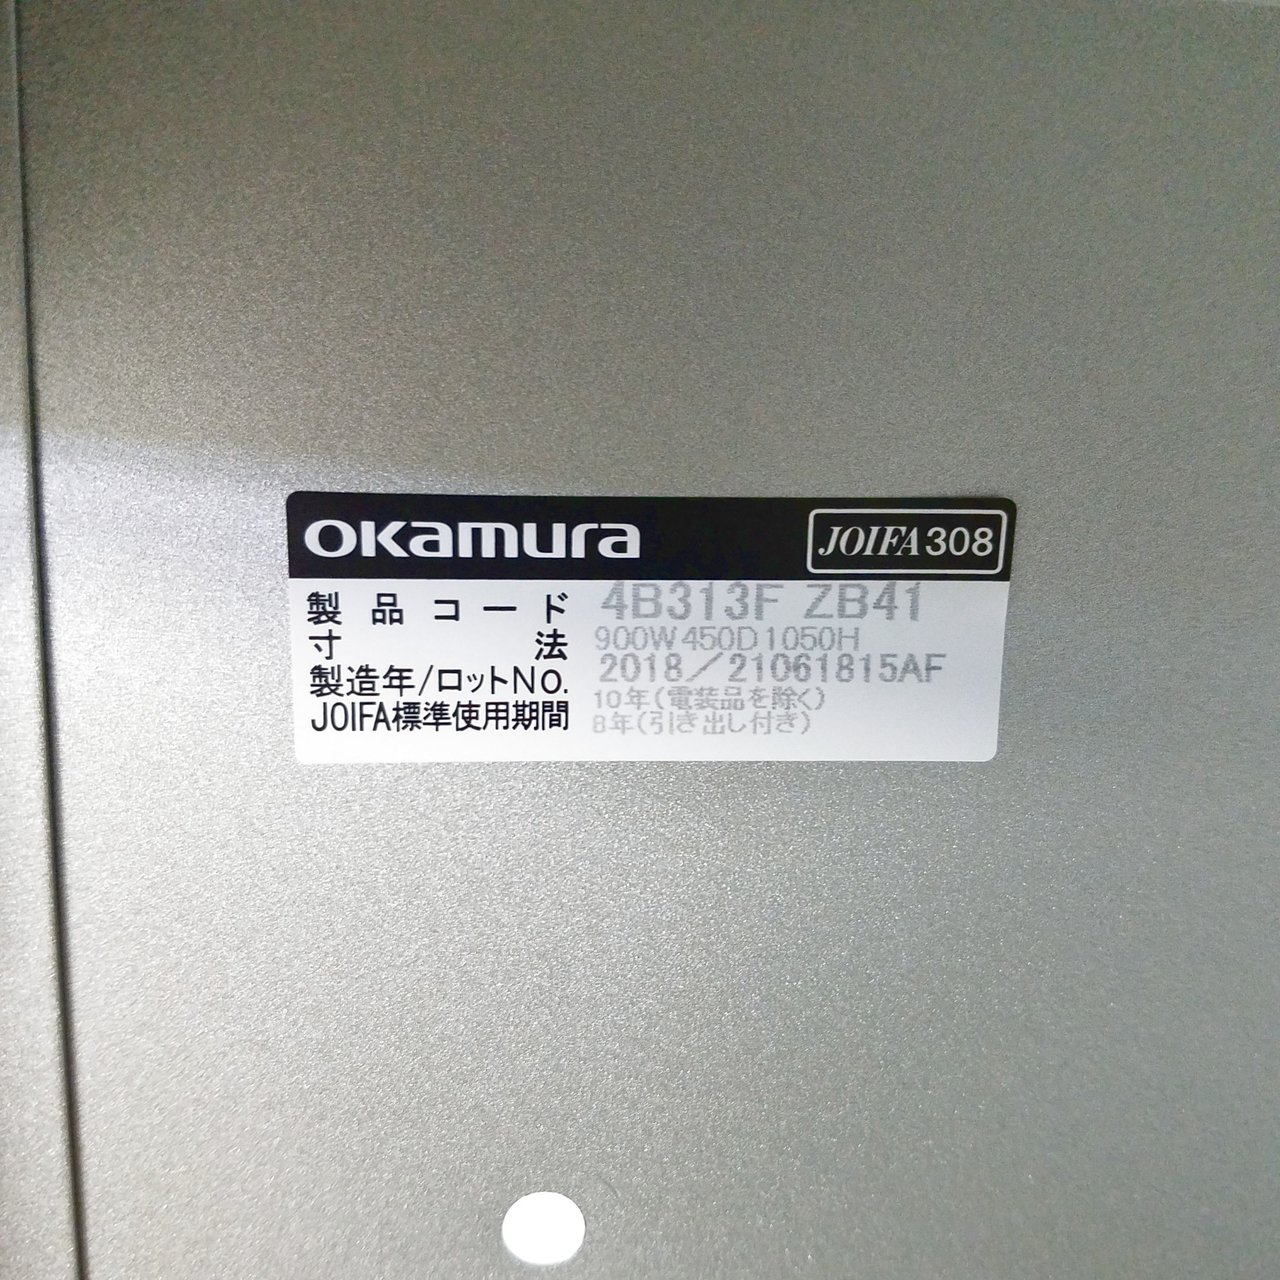 okamura JOIFA308
製品コード 4B313F ZB41
寸法 900W450D1050H
製造年/ロットNo. 2018/21061815AF
JOIFA標準使用期間 10年(電装品を除く)
8年(引き出し付き)